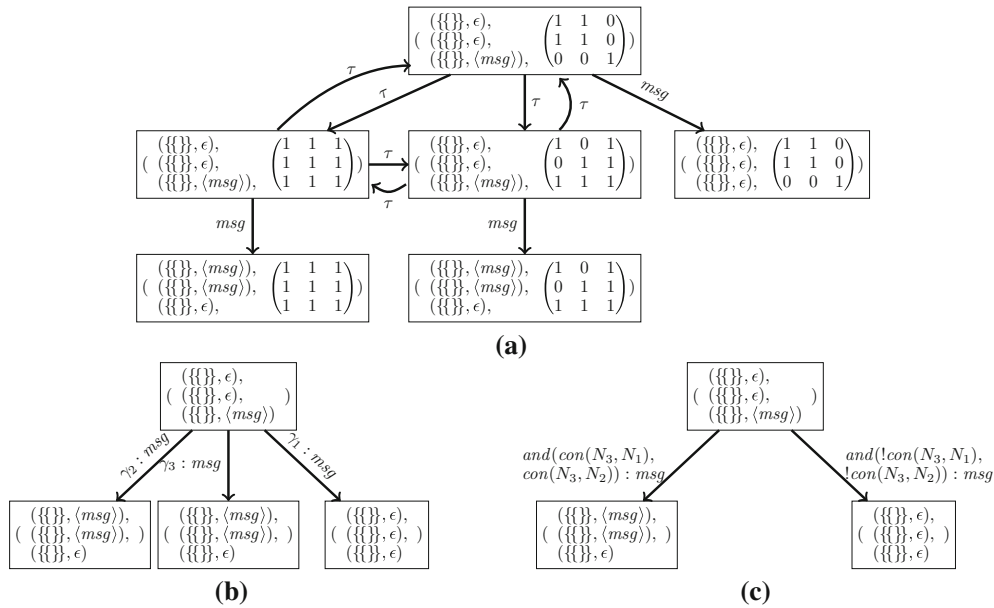 ({[]}, ϵ),
( ({[]}, ϵ),
({[]}, ⟨msg⟩),
1 1 0
1 1 0
0 0 1 )
τ
τ
τ
τ
msg
({[]}, ϵ),
( ({[]}, ϵ),
({[]}, ⟨msg⟩),
1 1 1
1 1 1
1 1 1 )
τ
τ
({[]}, ϵ),
( ({[]}, ϵ),
({[]}, ⟨msg⟩),
1 0 1
0 1 1
1 1 1 )
({[]}, ϵ),
( ({[]}, ϵ),
({[]}, ϵ),
1 1 0
1 1 0
0 0 1 )
msg
msg
({[]}, ⟨msg⟩),
( ({[]}, ⟨msg⟩),
({[]}, ϵ),
1 1 1
1 1 1
1 1 1 )
({[]}, ⟨msg⟩),
( ({[]}, ⟨msg⟩),
({[]}, ϵ),
1 0 1
0 1 1
1 1 1 )
(a)
({[]}, ϵ),
( ({[]}, ϵ), )
({[]}, ⟨msg⟩)
γ2 : msg
γ3 : msg
γ1 : msg
({[]}, ⟨msg⟩),
( ({[]}, ⟨msg⟩), )
({[]}, ϵ)
({[]}, ⟨msg⟩),
( ({[]}, ⟨msg⟩), )
({[]}, ϵ)
({[]}, ϵ),
( ({[]}, ϵ), )
({[]}, ϵ)
(b)
({[]}, ϵ),
( ({[]}, ϵ), )
({[]}, ⟨msg⟩)
and(con(N3, N1),
con(N3, N2)) : msg
and(!con(N3, N1),
!con(N3, N2)) : msg
({[]}, ⟨msg⟩),
( ({[]}, ⟨msg⟩), )
({[]}, ϵ)
({[]}, ϵ),
( ({[]}, ϵ), )
({[]}, ϵ)
(c)